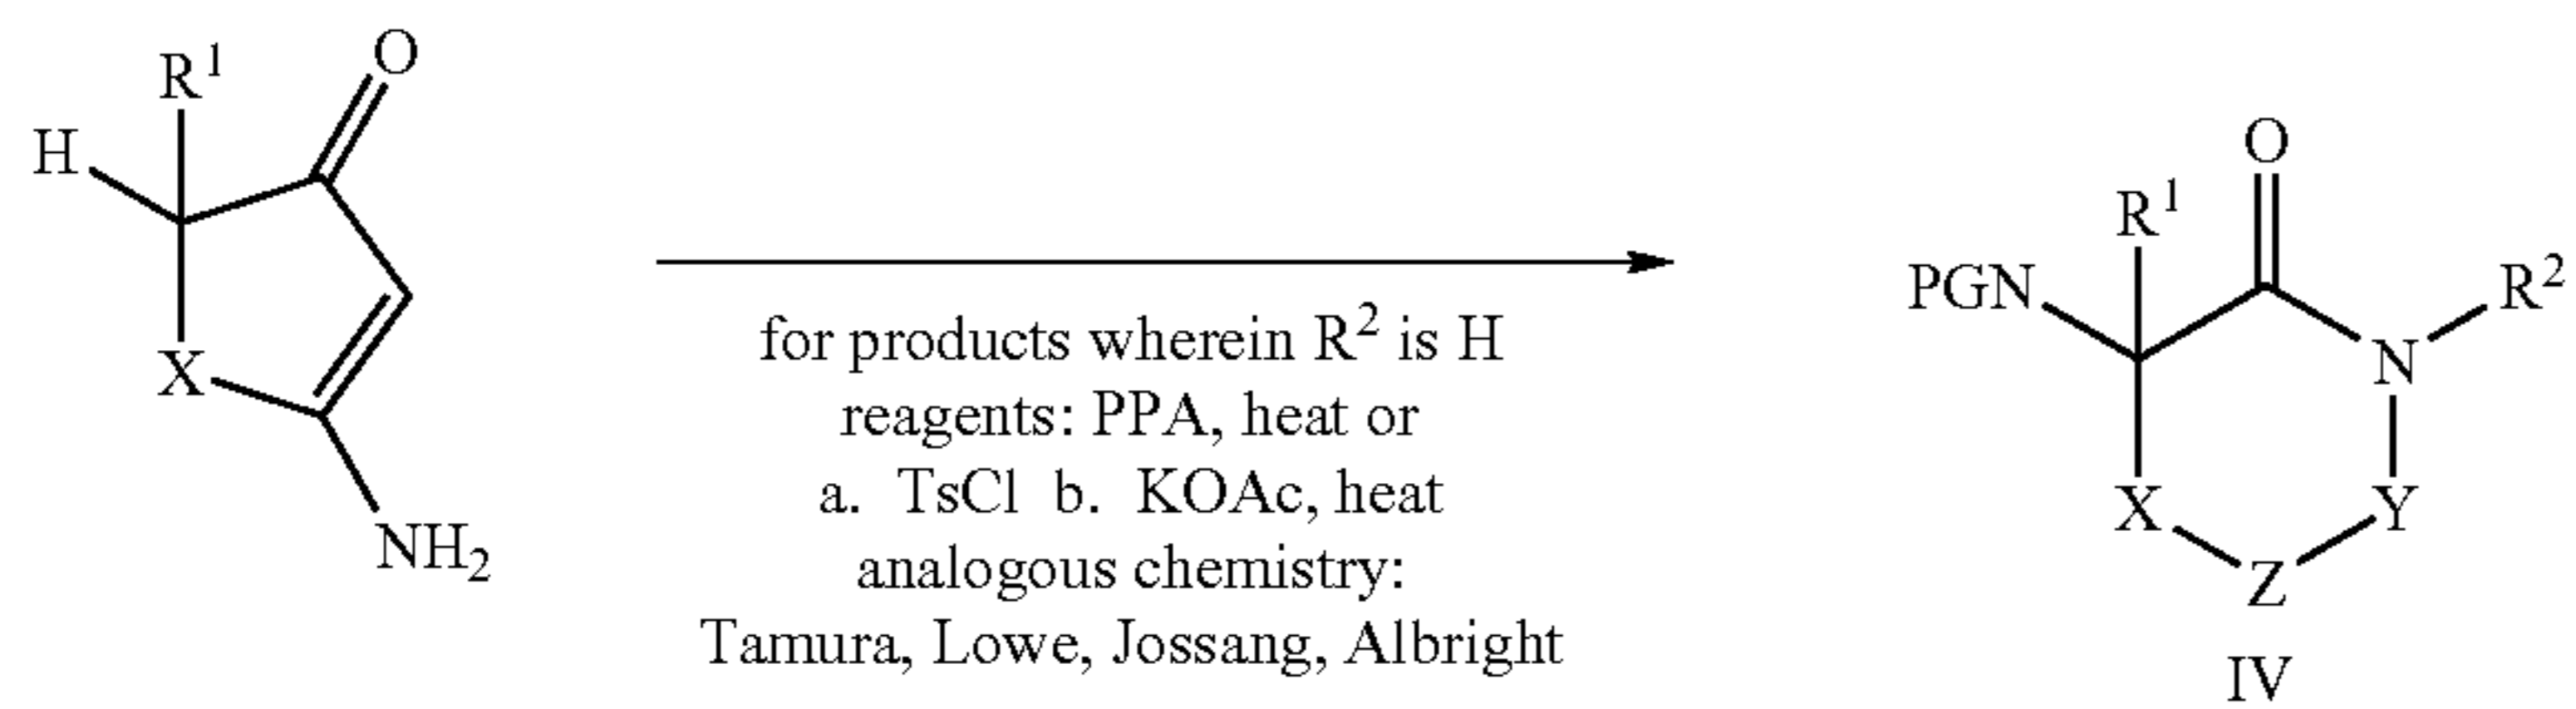 R¹ O
H
X
NH₂
for products wherein R² is H
reagents: PPA, heat or
a. TsCl b. KOAc, heat
analogous chemistry:
Tamura, Lowe, Jossang, Albright
O
R¹
PGN R²
N
X Y
Z
IV